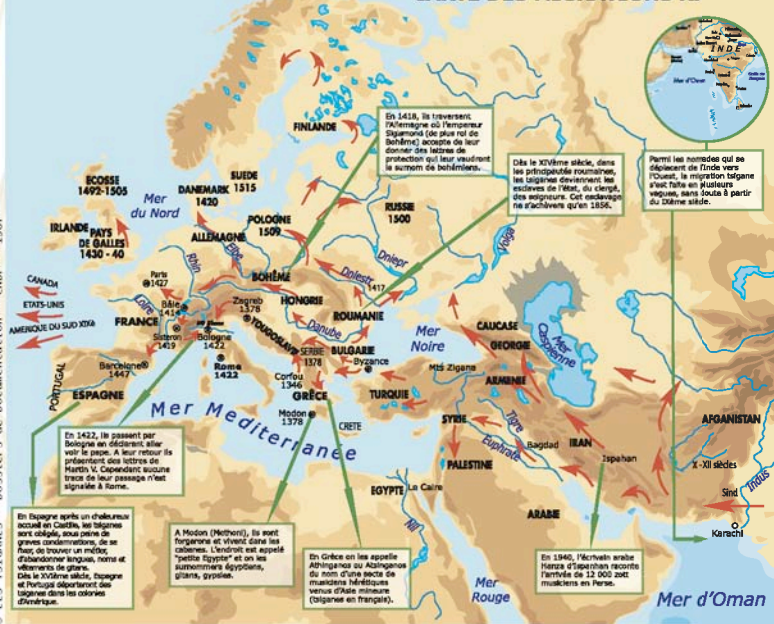 INDE
Mer d'Oman
FINLANDE
En 1418, ils traversent
l'Allemagne où l'empereur
Sigismond (de plus roi de
Bohême) accepte de leur
donner des lettres de
protection qui leur vaudront
le surnom de bohémiens.
Dès le XIVème siècle, dans
les principautés roumaines,
les tsiganes deviennent les
esclaves de l'état, du clergé,
des seigneurs. Cet esclavage
ne s'achèvera qu'en 1856.
Parmi les nomades qui se
déplacent de l'Inde vers
l'Ouest, la migration tsigane
s'est faite en plusieurs
vagues, sans doute à partir
du IXème siècle.
ECOSSE
1492-1505
Mer
du Nord
DANEMARK
1420
SUEDE
1515
POLOGNE
1509
RUSSIE
1500
IRLANDE
PAYS
DE GALLES
1430 - 40
ALLEMAGNE
Elbe
Rhin
BOHÊME
Dniestr
1417
Dniepr
Volga
CANADA
ETATS-UNIS
AMERIQUE DU SUD XIXè
Paris
1427
Loire
Bâle
1414
FRANCE
Sisteron
1419
Zagreb
1378
HONGRIE
ROUMANIE
Danube
YOUGOSLAVIE
SERBIE
1378
BULGARIE
Byzance
Mer
Noire
CAUCASE
GEORGIE
Mer
Caspienne
ARMENIE
Mts Zigana
Bologne
1422
Rome
1422
Barcelone
1447
PORTUGAL
ESPAGNE
Corfou
1346
GRÊCE
Modon
1378
CRETE
TURQUIE
Mer Mediterranée
SYRIE
Tigre
Euphrate
Bagdad
PALESTINE
IRAN
Ispahan
AFGANISTAN
X -XII siècles
Indus
Sind
Karachi
EGYPTE
Le Caire
Nil
ARABIE
Mer
Rouge
Mer d'Oman
En 1422, ils passent par
Bologne en déclarant aller
voir le pape. A leur retour ils
présentent des lettres de
Martin V. Cependant aucune
trace de leur passage n'est
signalée à Rome.
En Espagne après un chaleureux
accueil en Castille, les tsiganes
sont obligés, sous peine de
graves condamnations, de se
fixer, de trouver un métier,
d'abandonner langues, noms et
vêtements de gitans.
Dès le XVIème siècle, Espagne
et Portugal déporteront des
tsiganes dans les colonies
d'Amérique.
A Modon (Methoni), ils sont
forgerons et vivent dans les
cabanes. L'endroit est appelé
"petite Egypte" et on les
surnommera égyptiens,
gitans, gypsies.
En Grèce on les appelle
Athinganos ou Atsinganos
du nom d'une secte de
musiciens hérétiques
venus d'Asie mineure
(tsiganes en français).
En 1940, l'écrivain arabe
Hanza d'Ispanhan raconte
l'arrivée de 12 000 zott
musiciens en Perse.